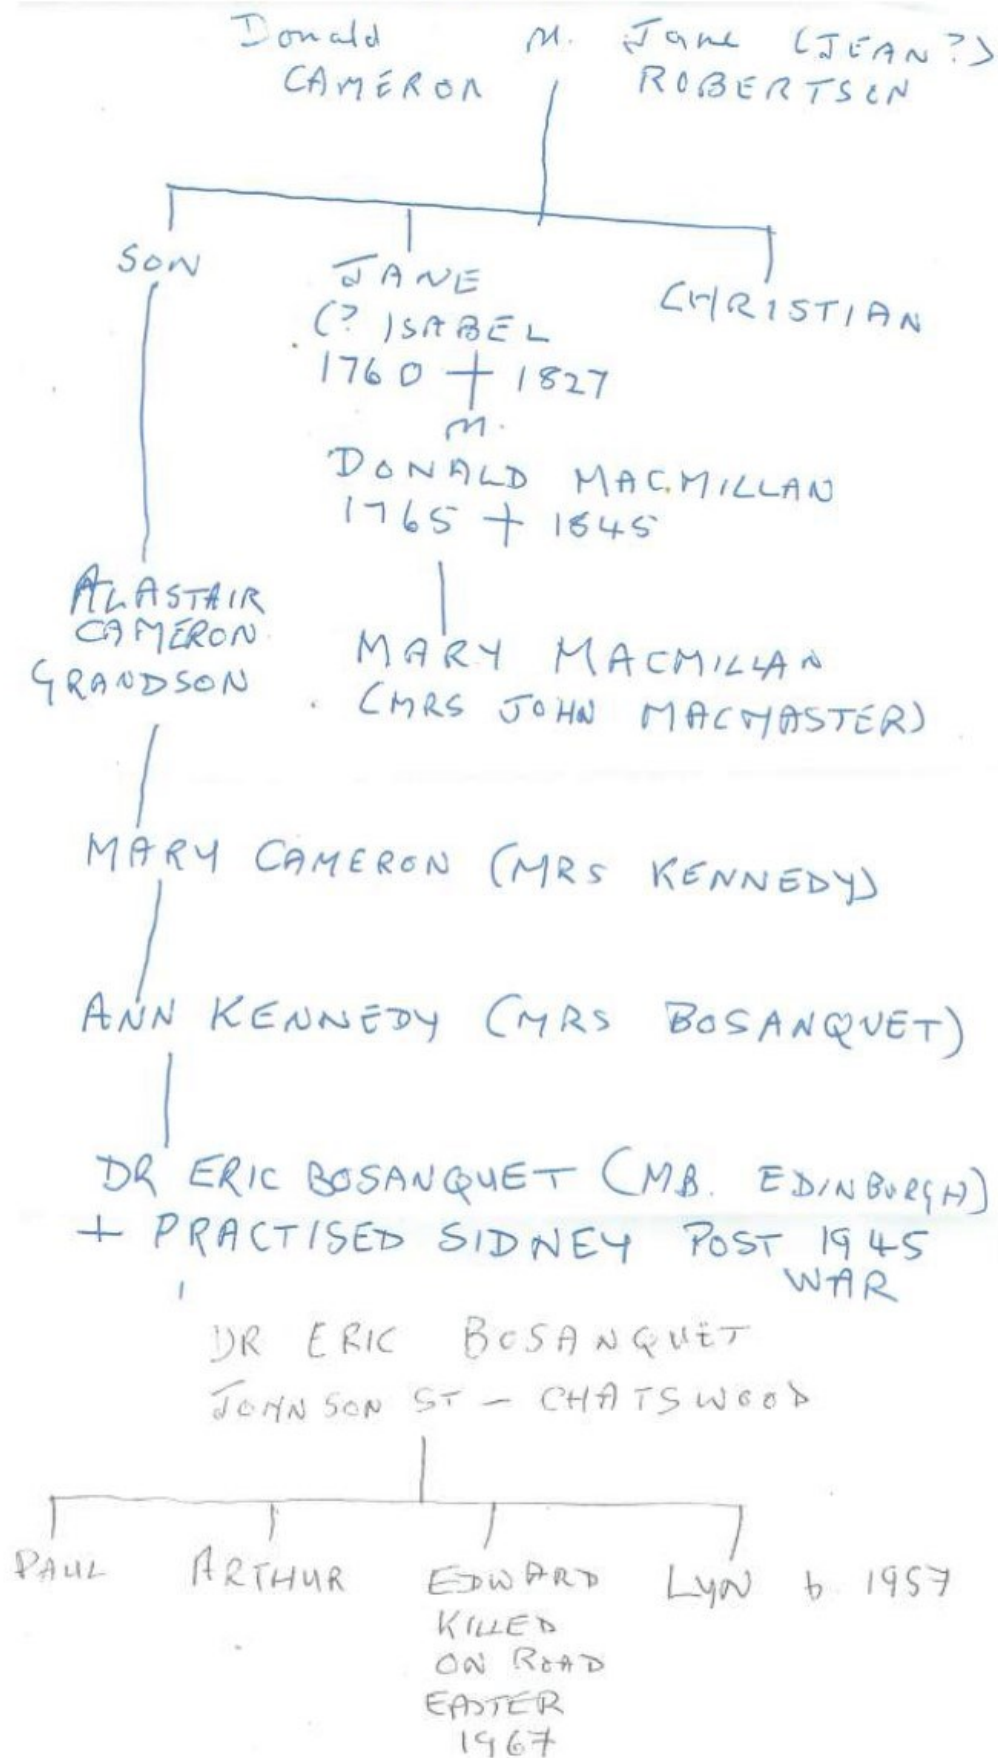 Donald M. Jane (JEAN?)
CAMERON ROBERTSON
SON JANE CHRISTIAN
(? ISABEL
1760 + 1827
M.
DONALD MACMILLAN
1765 + 1845
ALASTAIR
CAMERON
GRANDSON
MARY MACMILLAN
(MRS JOHN MACMASTER)
MARY CAMERON (MRS KENNEDY)
ANN KENNEDY (MRS BOSANQUET)
DR ERIC BOSANQUET (MB. EDINBURGH)
+ PRACTISED SIDNEY POST 1945
WAR
DR ERIC BOSANQUET
JOHNSON ST - CHATSWOOD
PAUL ARTHUR EDWARD LYN b 1957
KILLED
ON ROAD
EASTER
1967